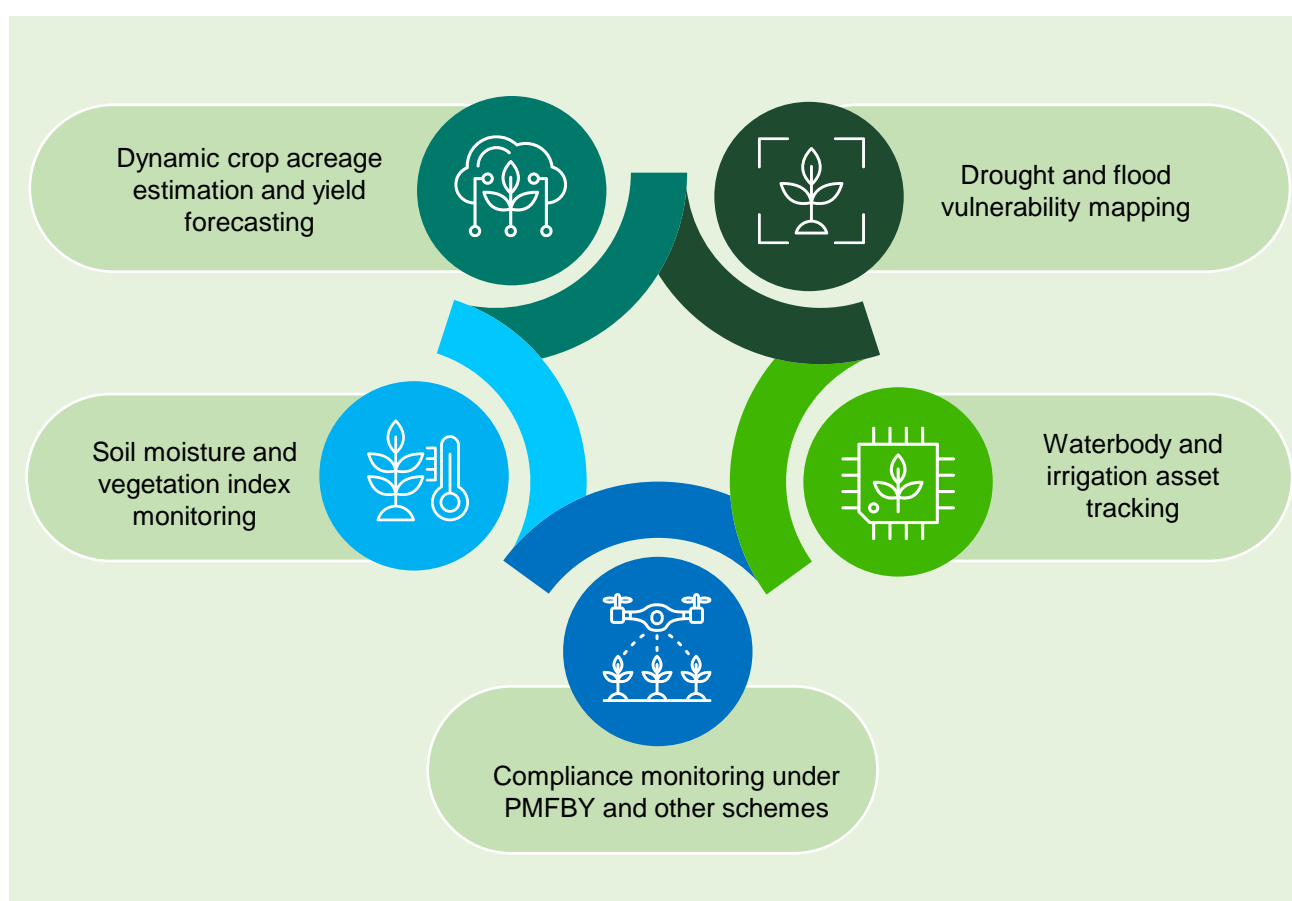 Dynamic crop acreage
estimation and yield
forecasting
Drought and flood
vulnerability mapping
Soil moisture and
vegetation index
monitoring
Waterbody and
irrigation asset
tracking
Compliance monitoring under
PMFBY and other schemes